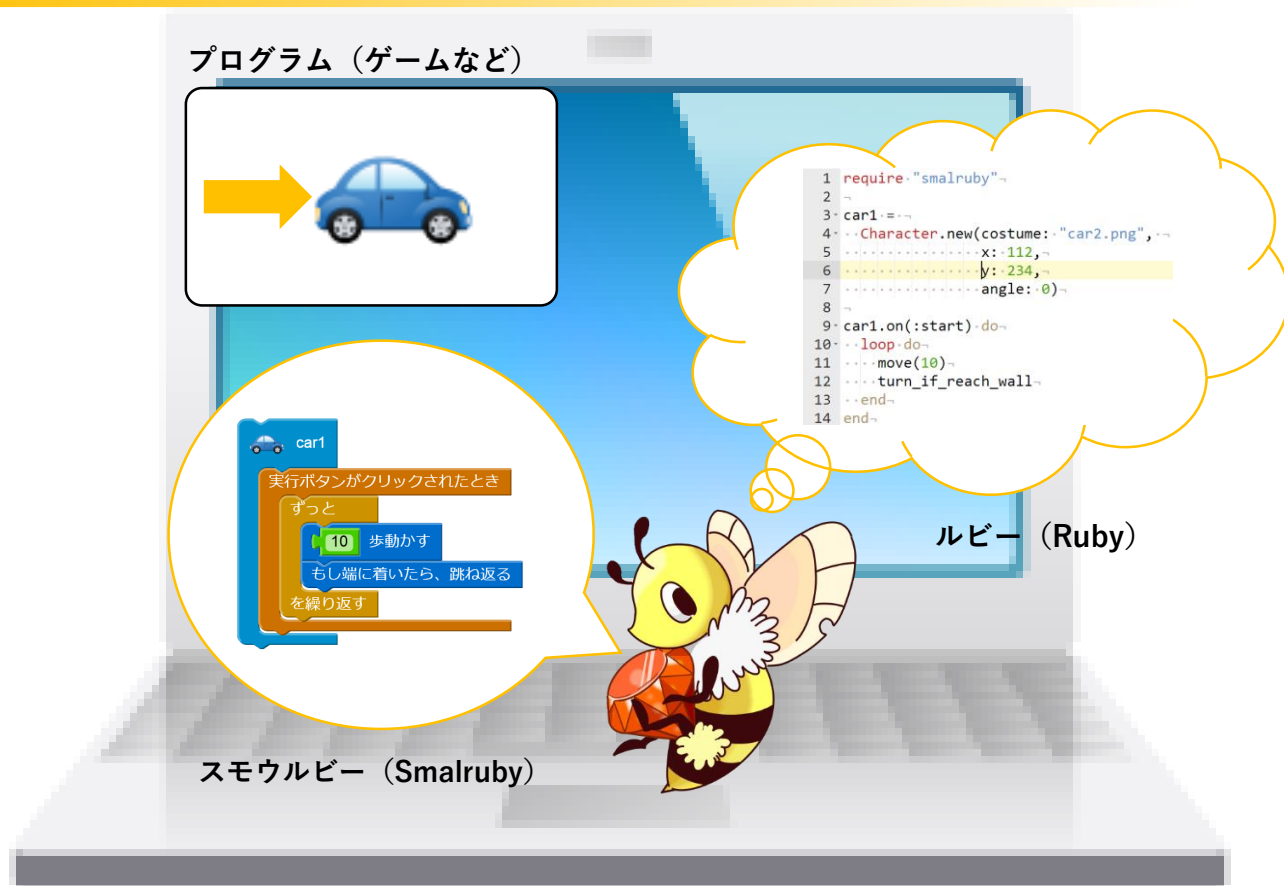 プログラム（ゲームなど）
1 require "smalruby"
2
3 car1 =
4 Character.new(costume: "car2.png",
5 x: 112,
6 y: 234,
7 angle: 0)
8
9 car1.on(:start) do
10 loop do
11 move(10)
12 turn_if_reach_wall
13 end
14 end
ルビー（Ruby）
car1
実行ボタンがクリックされたとき
ずっと
10 歩動かす
もし端に着いたら、跳ね返る
を繰り返す
スモウルビー（Smalruby）